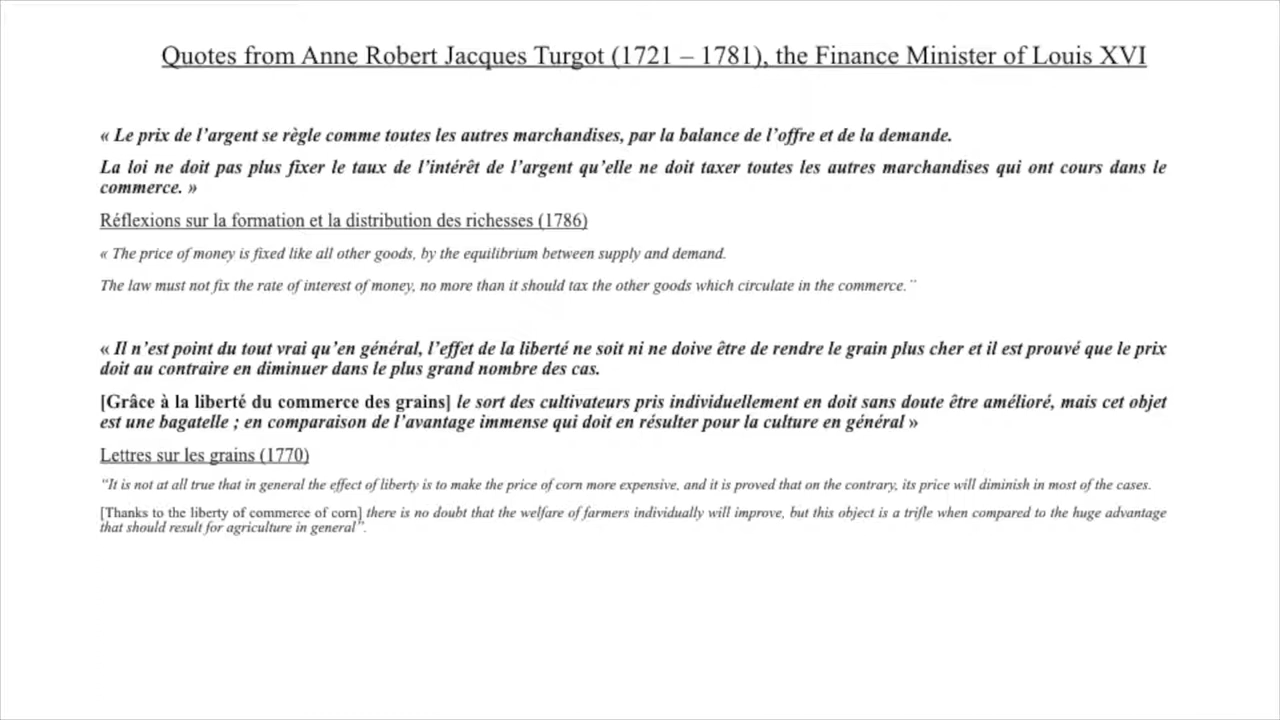 Quotes from Anne Robert Jacques Turgot (1721 – 1781), the Finance Minister of Louis XVI
« Le prix de l’argent se règle comme toutes les autres marchandises, par la balance de l’offre et de la demande.
La loi ne doit pas plus fixer le taux de l’intérêt de l’argent qu’elle ne doit taxer toutes les autres marchandises qui ont cours dans le
commerce. »
Réflexions sur la formation et la distribution des richesses (1786)
« The price of money is fixed like all other goods, by the equilibrium between supply and demand.
The law must not fix the rate of interest of money, no more than it should tax the other goods which circulate in the commerce.¨
« Il n’est point du tout vrai qu’en général, l’effet de la liberté ne soit ni ne doive être de rendre le grain plus cher et il est prouvé que le prix
doit au contraire en diminuer dans le plus grand nombre des cas.
[Grâce à la liberté du commerce des grains] le sort des cultivateurs pris individuellement en doit sans doute être amélioré, mais cet objet
est une bagatelle ; en comparaison de l’avantage immense qui doit en résulter pour la culture en général »
Lettres sur les grains (1770)
“It is not at all true that in general the effect of liberty is to make the price of corn more expensive, and it is proved that on the contrary, its price will diminish in most of the cases.
[Thanks to the liberty of commerce of corn] there is no doubt that the welfare of farmers individually will improve, but this object is a trifle when compared to the huge advantage
that should result for agriculture in general”.